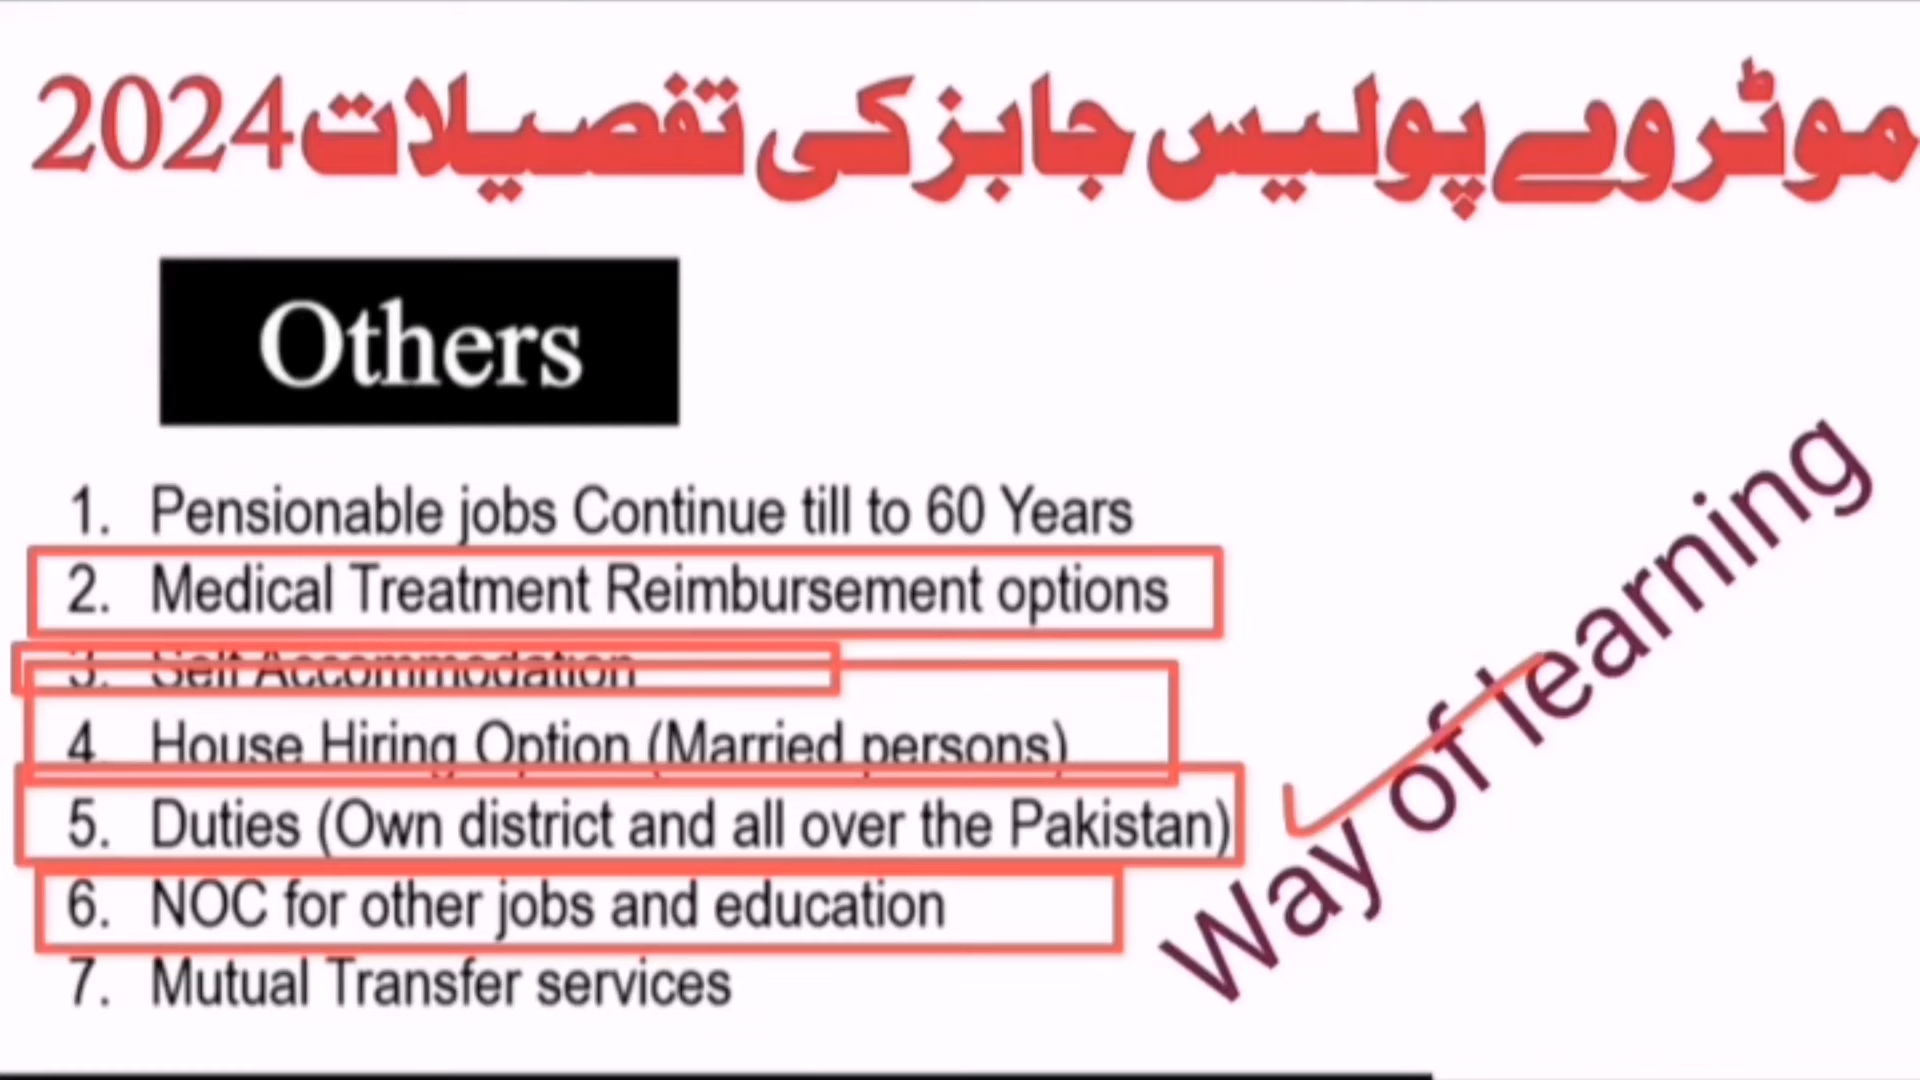 موٹروے پولیس جابز کی تفصیلات 2024
Others
1. Pensionable jobs Continue till to 60 Years
2. Medical Treatment Reimbursement options
3. Self Accommodation
4. House Hiring Option (Married persons)
5. Duties (Own district and all over the Pakistan)
6. NOC for other jobs and education
7. Mutual Transfer services
Way of learning